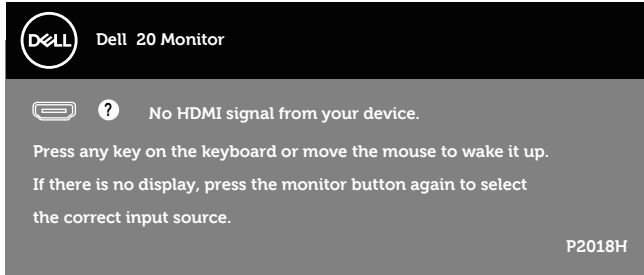 DELL Dell 20 Monitor
? No HDMI signal from your device.
Press any key on the keyboard or move the mouse to wake it up.
If there is no display, press the monitor button again to select
the correct input source.
P2018H